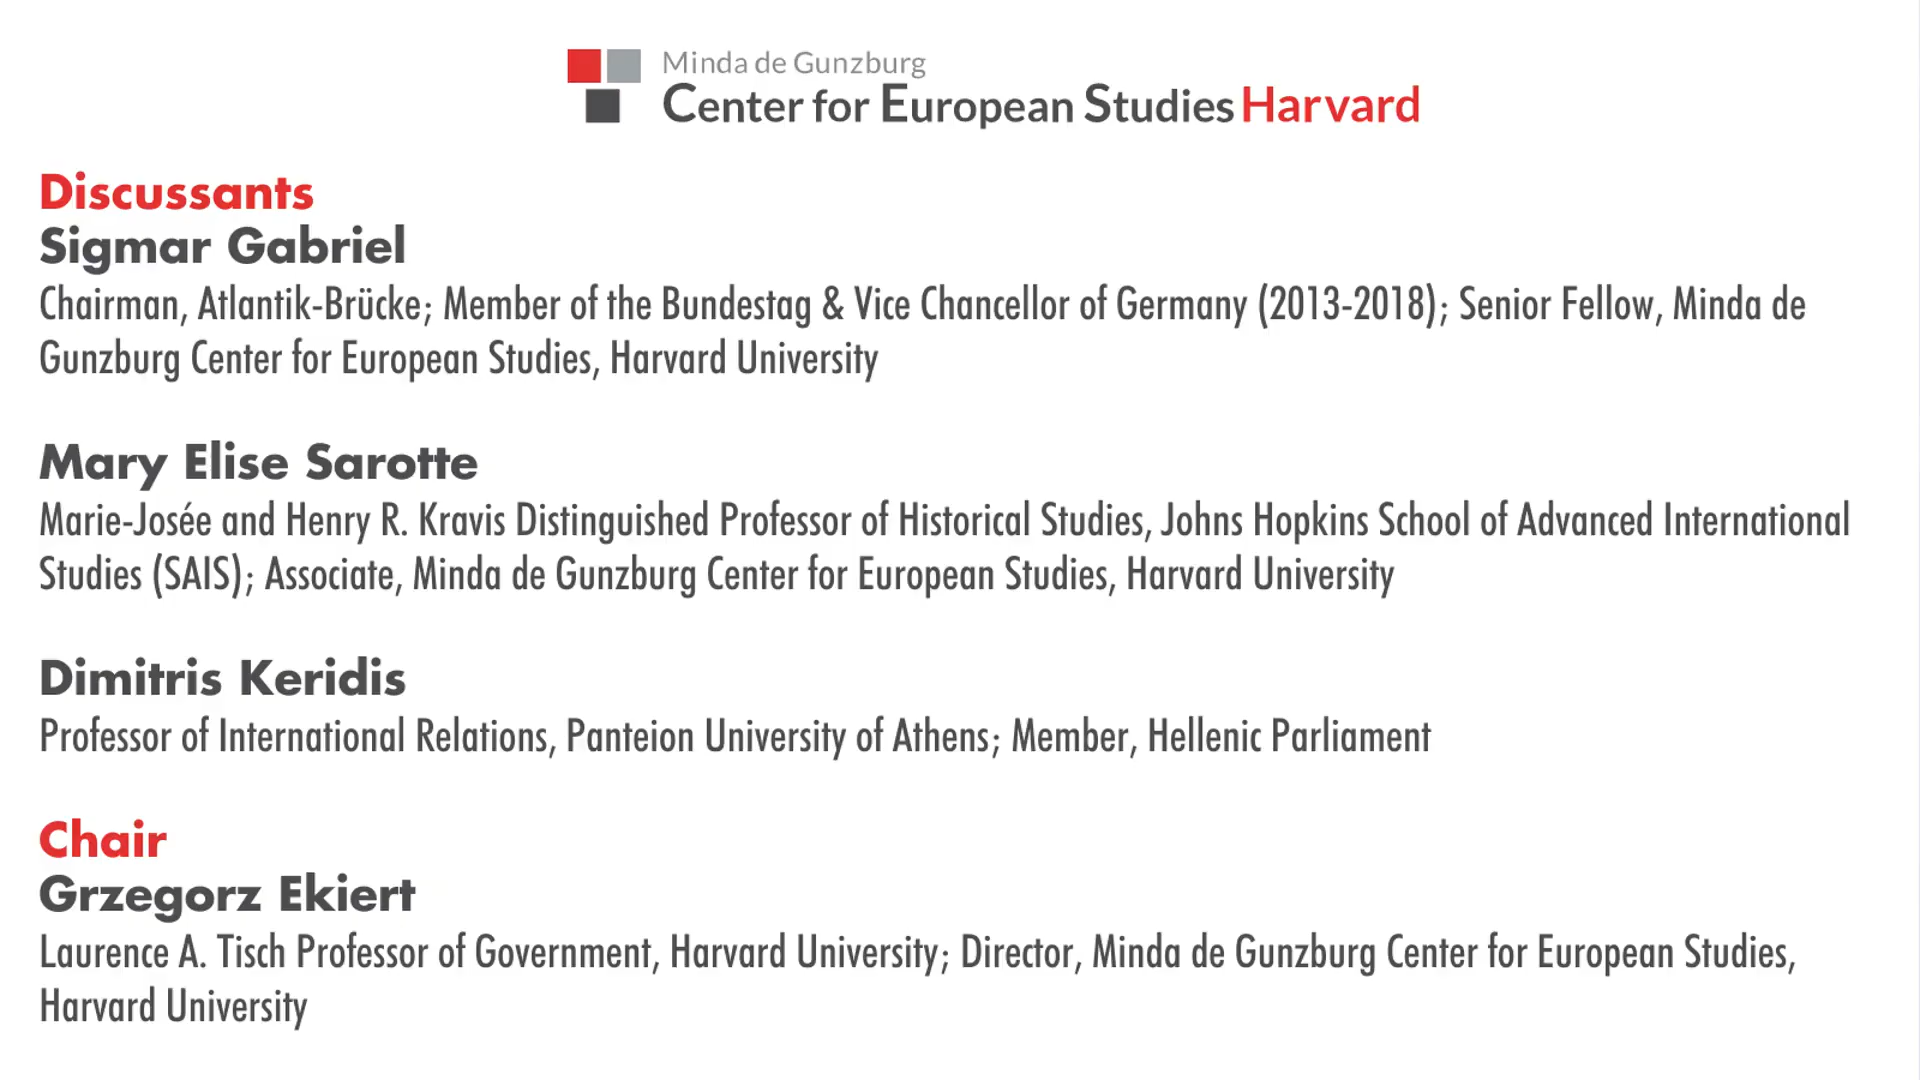 Minda de Gunzburg
Center for European Studies Harvard
Discussants
Sigmar Gabriel
Chairman, Atlantik-Brücke; Member of the Bundestag & Vice Chancellor of Germany (2013-2018); Senior Fellow, Minda de
Gunzburg Center for European Studies, Harvard University
Mary Elise Sarotte
Marie-Josée and Henry R. Kravis Distinguished Professor of Historical Studies, Johns Hopkins School of Advanced International
Studies (SAIS); Associate, Minda de Gunzburg Center for European Studies, Harvard University
Dimitris Keridis
Professor of International Relations, Panteion University of Athens; Member, Hellenic Parliament
Chair
Grzegorz Ekiert
Laurence A. Tisch Professor of Government, Harvard University; Director, Minda de Gunzburg Center for European Studies,
Harvard University